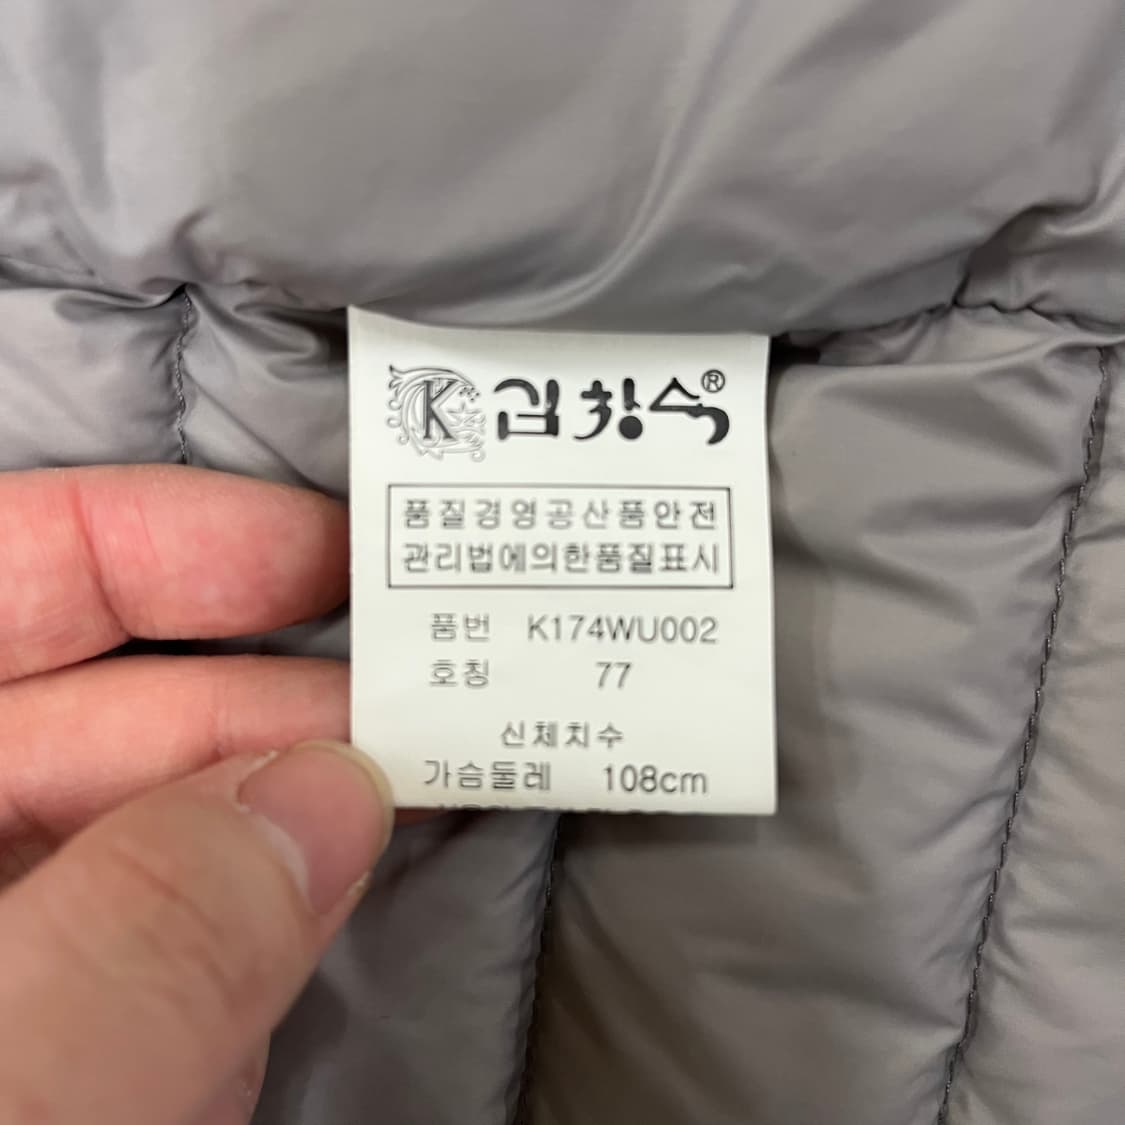 K 김창숙®
품질경영공산품안전
관리법에의한품질표시
품번 K174WU002
호칭 77
신체치수
가슴둘레 108cm